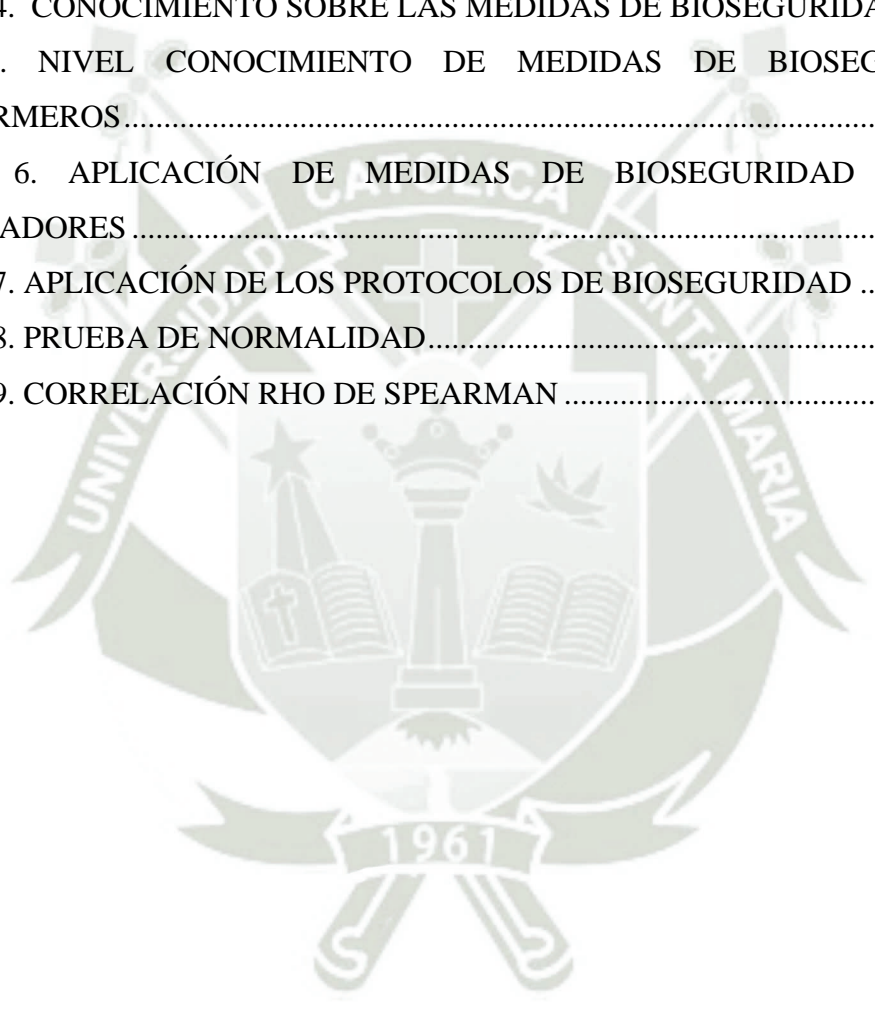 4. CONOCIMIENTO SOBRE LAS MEDIDAS DE BIOSEGURIDA
. NIVEL CONOCIMIENTO DE MEDIDAS DE BIOSEG
RMEROS
6. APLICACIÓN DE MEDIDAS DE BIOSEGURIDAD
ADORES
7. APLICACIÓN DE LOS PROTOCOLOS DE BIOSEGURIDAD
8. PRUEBA DE NORMALIDAD
9. CORRELACIÓN RHO DE SPEARMAN
UNIVERSIDAD CATOLICA SANTA MARIA
1961